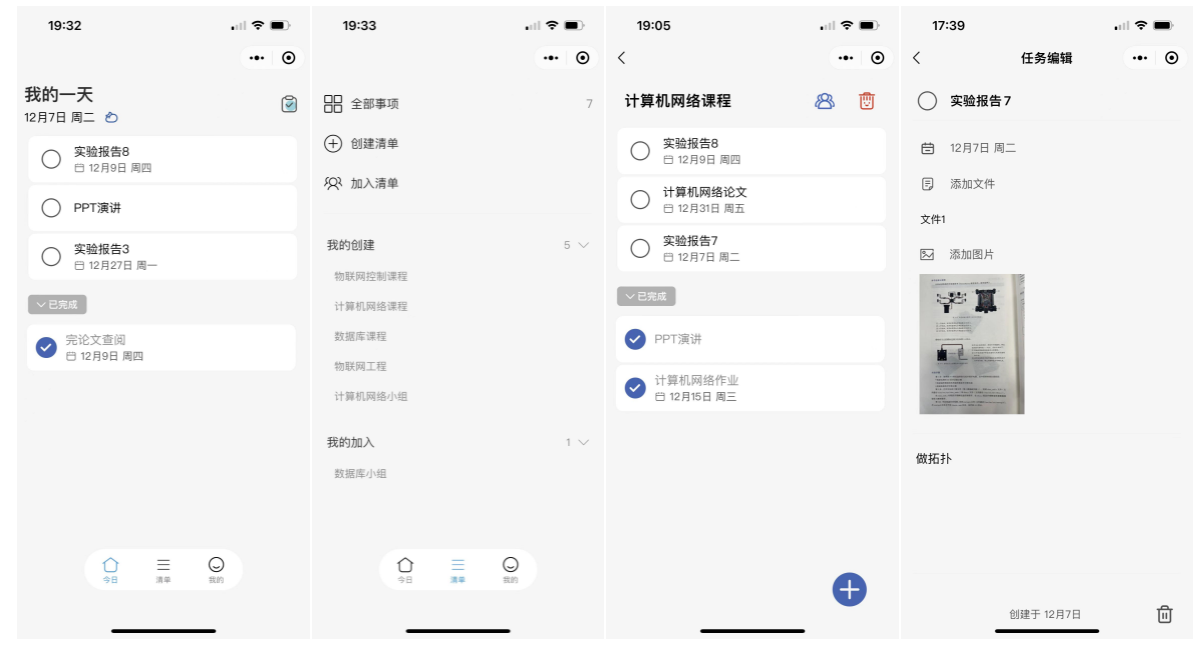 19:32
我的一天
12月7日 周二
实验报告8
12月9日 周四
PPT演讲
实验报告3
12月27日 周一
已完成
完论文查阅
12月9日 周四
今日
清单
我的
19:33
全部事项
7
创建清单
加入清单
我的创建
5
物联网控制课程
计算机网络课程
数据库课程
物联网工程
计算机网络小组
我的加入
1
数据库小组
今日
清单
我的
19:05
计算机网络课程
实验报告8
12月9日 周四
计算机网络论文
12月31日 周五
实验报告7
12月7日 周二
已完成
PPT演讲
计算机网络作业
12月15日 周三
17:39
任务编辑
实验报告7
12月7日 周二
添加文件
文件1
添加图片
做拓扑
创建于 12月7日